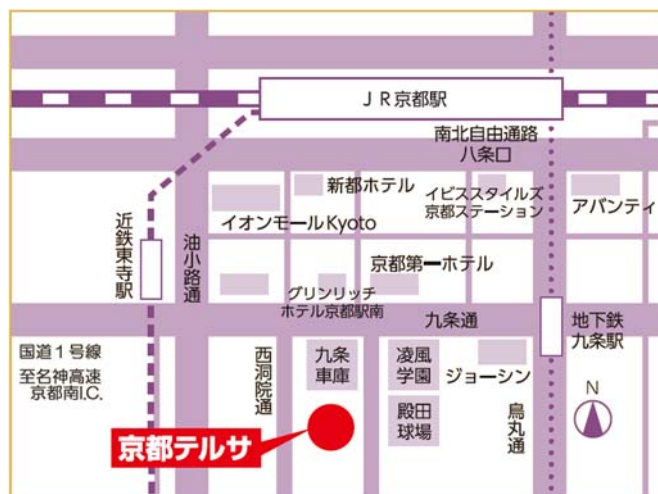 JR京都駅
南北自由通路
八条口
新都ホテル
イビススタイルズ
京都ステーション
アバンティ
イオンモールKyoto
近鉄東寺駅
油小路通
京都第一ホテル
グリンリッチ
ホテル京都駅南
九条通
地下鉄
九条駅
国道1号線
至名神高速
京都南I.C.
西洞院通
九条
車庫
凌風
学園
ジョーシン
殿田
球場
烏丸通
N
京都テルサ